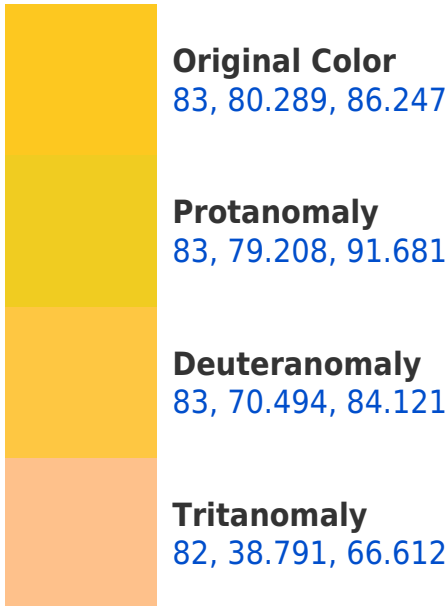 Original Color
83, 80.289, 86.247
Protanomaly
83, 79.208, 91.681
Deuteranomaly
83, 70.494, 84.121
Tritanomaly
82, 38.791, 66.612